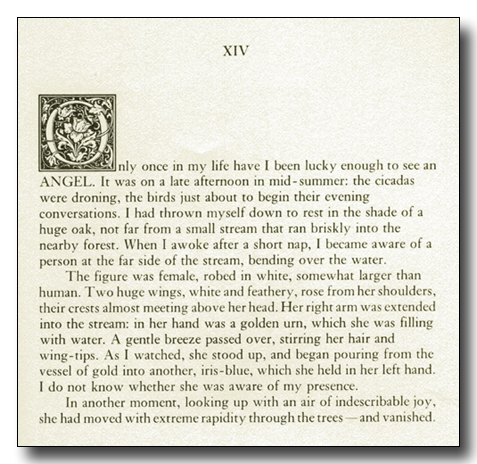 XIV
Only once in my life have I been lucky enough to see an
ANGEL. It was on a late afternoon in mid-summer: the cicadas
were droning, the birds just about to begin their evening
conversations. I had thrown myself down to rest in the shade of a
huge oak, not far from a small stream that ran briskly into the
nearby forest. When I awoke after a short nap, I became aware of a
person at the far side of the stream, bending over the water.
The figure was female, robed in white, somewhat larger than
human. Two huge wings, white and feathery, rose from her shoulders,
their crests almost meeting above her head. Her right arm was extended
into the stream: in her hand was a golden urn, which she was filling
with water. A gentle breeze passed over, stirring her hair and
wing-tips. As I watched, she stood up, and began pouring from the
vessel of gold into another, iris-blue, which she held in her left hand.
I do not know whether she was aware of my presence.
In another moment, looking up with an air of indescribable joy,
she had moved with extreme rapidity through the trees—and vanished.